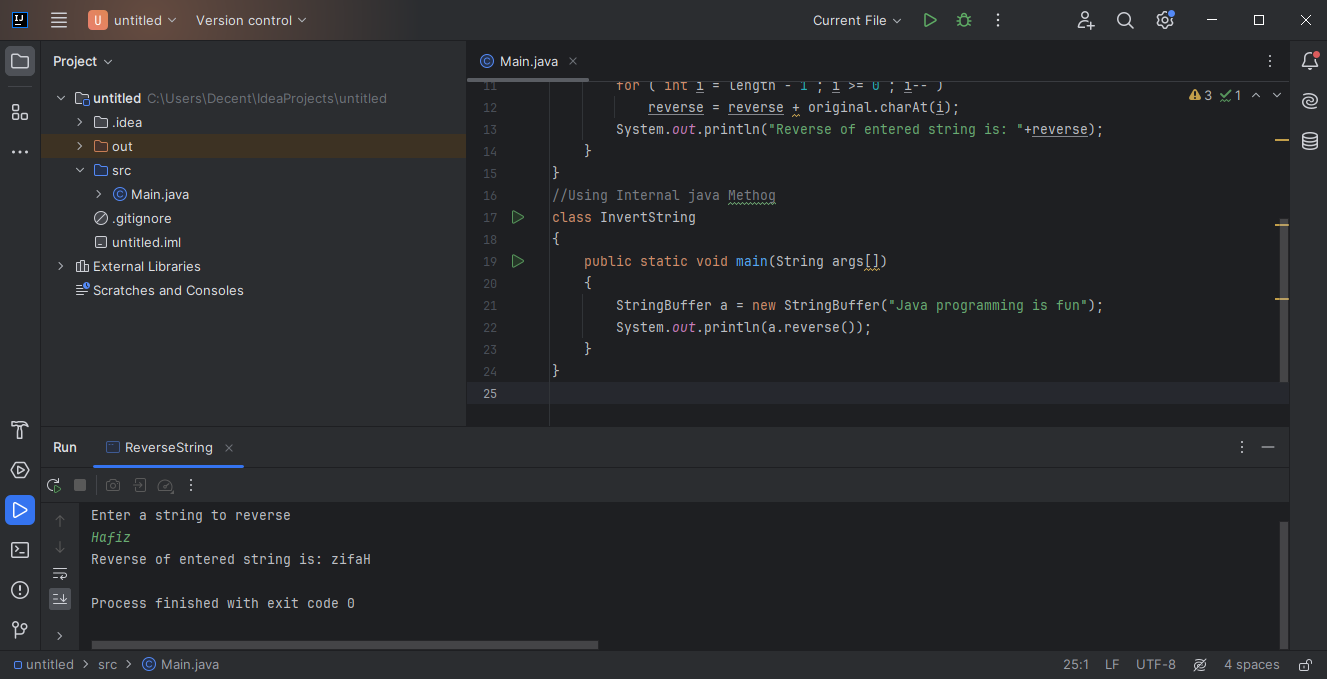 U untitled Version control Current File
Project
Main.java
untitled C:\Users\Decent\IdeaProjects\untitled
.idea
out
src
Main.java
.gitignore
untitled.iml
External Libraries
Scratches and Consoles
3 1
11 for ( int i = length - 1 ; i >= 0 ; i-- )
12 reverse = reverse + original.charAt(i);
13 System.out.println("Reverse of entered string is: "+reverse);
14 }
15 }
16 //Using Internal java Methog
17 class InvertString
18 {
19 public static void main(String args[])
20 {
21 StringBuffer a = new StringBuffer("Java programming is fun");
22 System.out.println(a.reverse());
23 }
24 }
25
Run ReverseString
Enter a string to reverse
Hafiz
Reverse of entered string is: zifaH
Process finished with exit code 0
untitled > src > Main.java 25:1 LF UTF-8 4 spaces